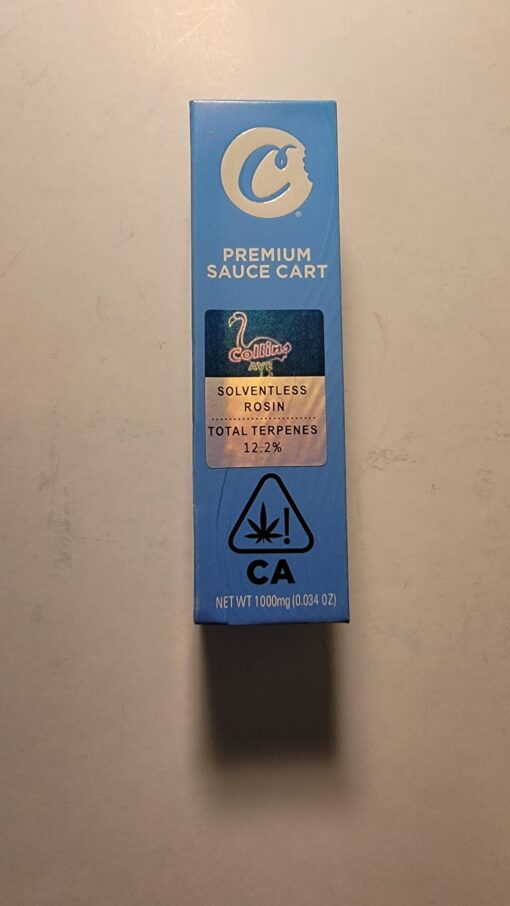 C
®
PREMIUM
SAUCE CART
Collins
AVE
SOLVENTLESS
ROSIN
TOTAL TERPENES
12.2%
!
CA
NET WT 1000mg (0.034 OZ)